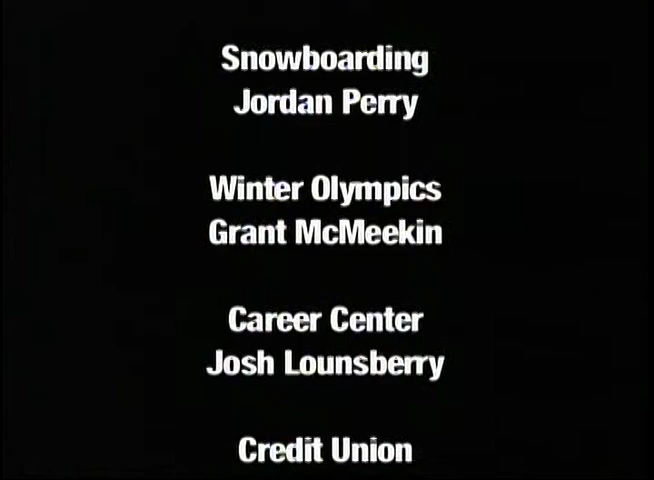 Snowboarding
Jordan Perry
Winter Olympics
Grant McMeekin
Career Center
Josh Lounsberry
Credit Union